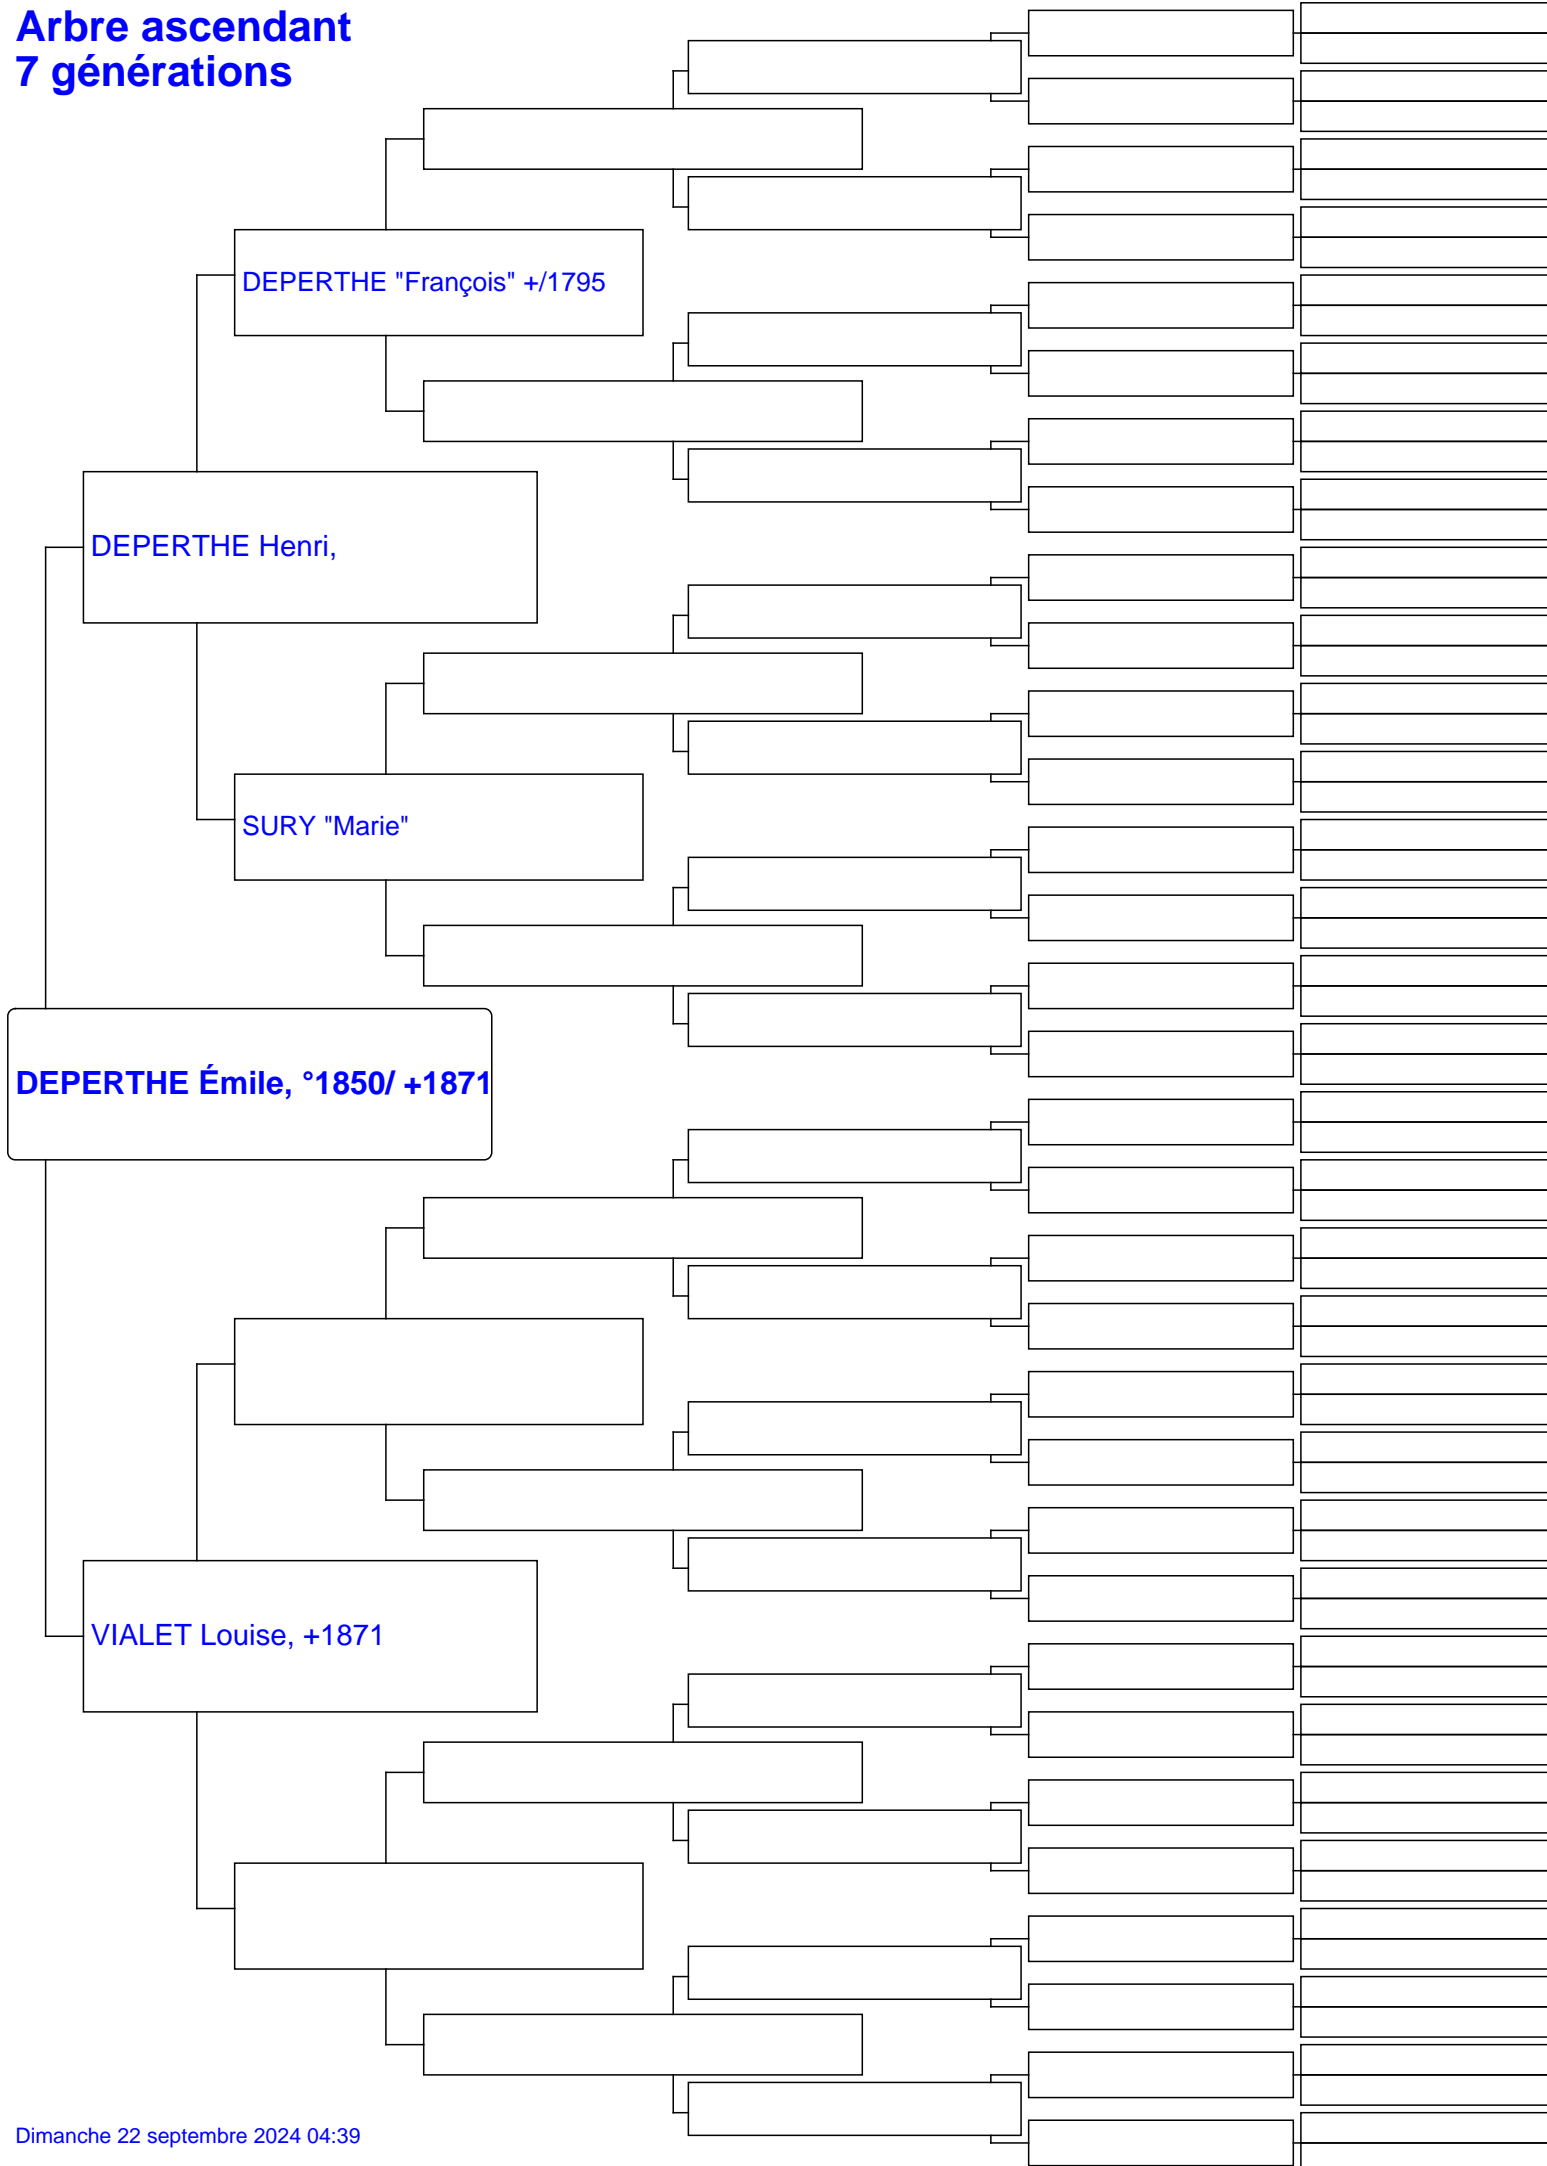 Arbre ascendant
7 générations
DEPERTHE "François" +/1795
DEPERTHE Henri,
SURY "Marie"
DEPERTHE Émile, °1850/ +1871
VIALET Louise, +1871
Dimanche 22 septembre 2024 04:39